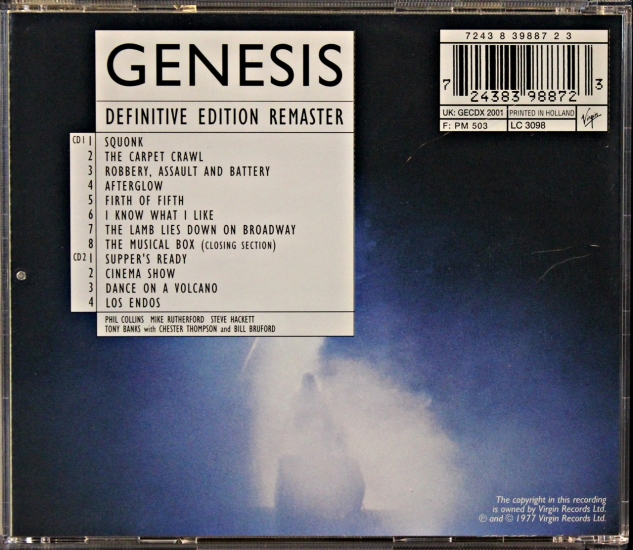 GENESIS
DEFINITIVE EDITION REMASTER
CD1 1 SQUONK
2 THE CARPET CRAWL
3 ROBBERY, ASSAULT AND BATTERY
4 AFTERGLOW
5 FIRTH OF FIFTH
6 I KNOW WHAT I LIKE
7 THE LAMB LIES DOWN ON BROADWAY
8 THE MUSICAL BOX (CLOSING SECTION)
CD2 1 SUPPER'S READY
2 CINEMA SHOW
3 DANCE ON A VOLCANO
4 LOS ENDOS
PHIL COLLINS MIKE RUTHERFORD STEVE HACKETT
TONY BANKS with CHESTER THOMPSON and BILL BRUFORD
7243 8 39887 2 3
7 24383 98872 3
UK: GECDX 2001 PRINTED IN HOLLAND
F: PM 503 LC 3098
Virgin
The copyright in this recording
is owned by Virgin Records Ltd.
℗ and © 1977 Virgin Records Ltd.